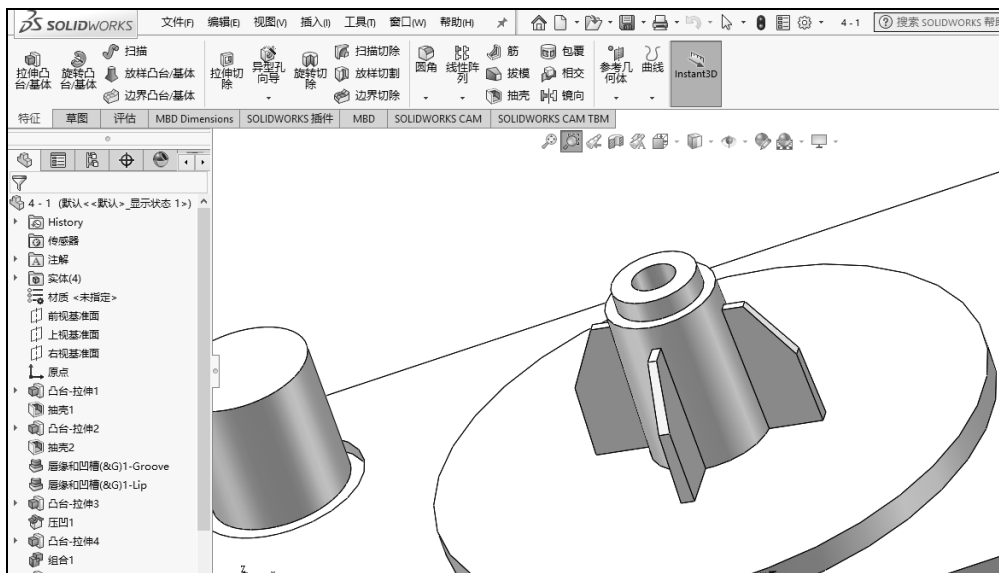 SOLIDWORKS 文件(F) 编辑(E) 视图(V) 插入(I) 工具(T) 窗口(W) 帮助(H) 4 - 1 搜索 SOLIDWORKS 帮助
拉伸凸台/基体 旋转凸台/基体 扫描 放样凸台/基体 边界凸台/基体 拉伸切除 异型孔向导 旋转切除 扫描切除 放样切割 边界切除 圆角 线性阵列 筋 拔模 抽壳 包覆 相交 镜向 参考几何体 曲线 Instant3D
特征 草图 评估 MBD Dimensions SOLIDWORKS 插件 MBD SOLIDWORKS CAM SOLIDWORKS CAM TBM
4 - 1 (默认<<默认>_显示状态 1>)
History
传感器
注解
实体(4)
材质 <未指定>
前视基准面
上视基准面
右视基准面
原点
凸台-拉伸1
抽壳1
凸台-拉伸2
抽壳2
唇缘和凹槽(&G)1-Groove
唇缘和凹槽(&G)1-Lip
凸台-拉伸3
压凹1
凸台-拉伸4
组合1